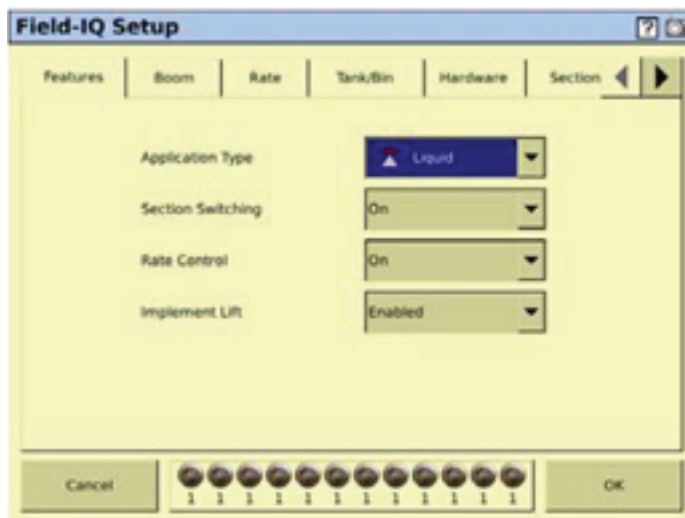 Field-IQ Setup
Features Boom Rate Tank/Bin Hardware Section
Application Type Liquid
Section Switching On
Rate Control On
Implement Lift Enabled
Cancel OK
1 1 1 1 1 1 1 1 1 1 1 1